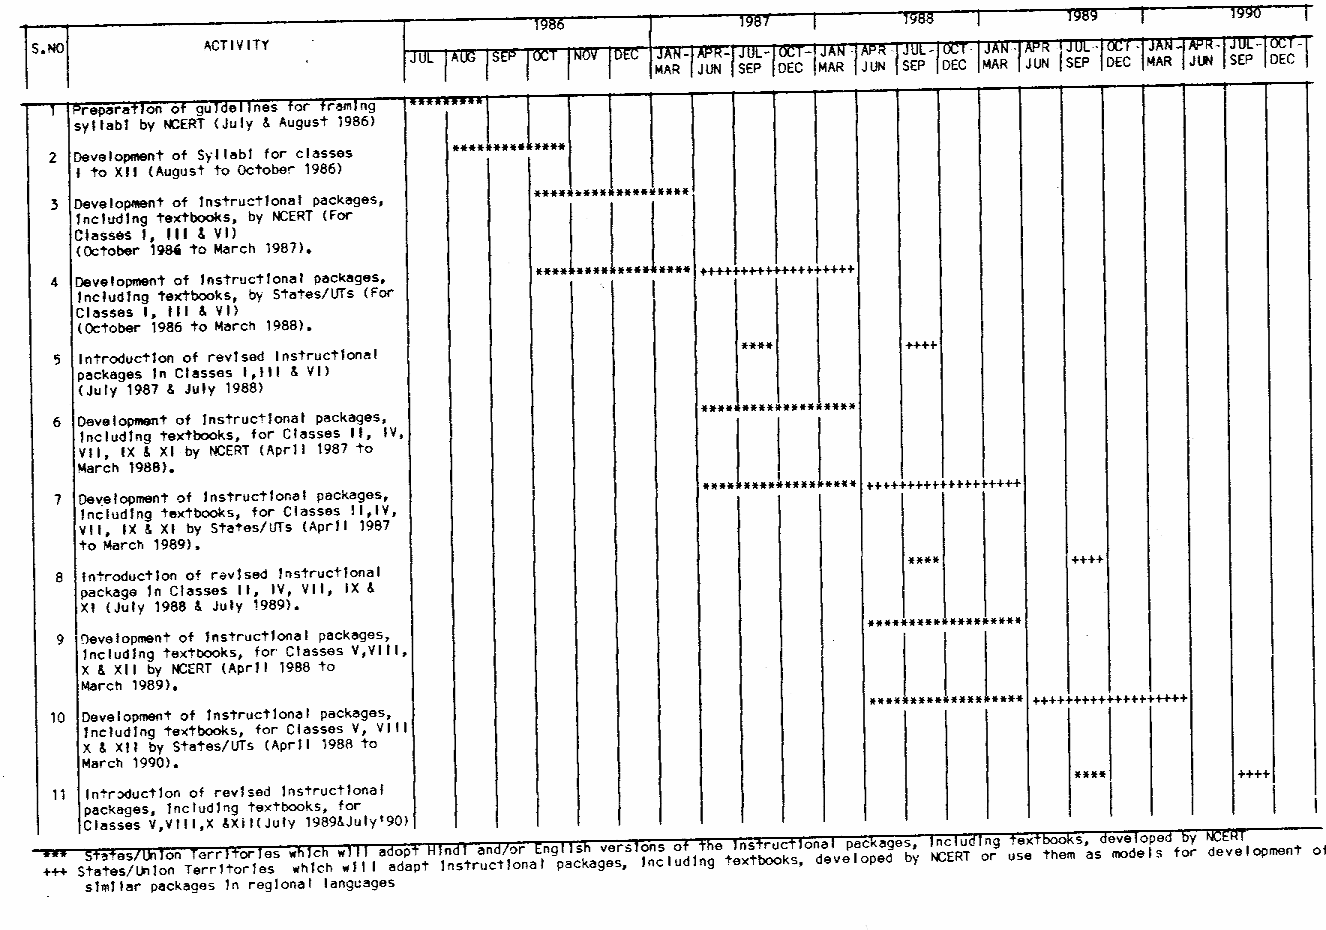 1986 1987 1988 1989 1990
S.NO ACTIVITY JUL AUG SEP OCT NOV DEC JAN- APR- JUL- OCT- JAN APR JUL- OCT- JAN APR JUL- OCT- JAN- APR- JUL- OCT-
MAR JUN SEP DEC MAR JUN SEP DEC MAR JUN SEP DEC MAR JUN SEP DEC
1 Preparation of guidelines for framing *********
syllabi by NCERT (July & August 1986)
2 Development of Syllabi for classes **************
I to XII (August to October 1986)
3 Development of Instructional packages, *******************
Including textbooks, by NCERT (For
Classes I, III & VI)
(October 1986 to March 1987).
4 Development of Instructional packages, ******************* +++++++++++++++++++
Including textbooks, by States/UTs (For
Classes I, III & VI)
(October 1986 to March 1988).
5 Introduction of revised Instructional **** ++++
packages in Classes I,III & VI)
(July 1987 & July 1988)
6 Development of Instructional packages, *******************
Including textbooks, for Classes II, IV,
VII, IX & XI by NCERT (April 1987 to
March 1988).
7 Development of Instructional packages, ******************* +++++++++++++++++++
Including textbooks, for Classes II,IV,
VII, IX & XI by States/UTs (April 1987
to March 1989).
8 Introduction of revised Instructional **** ++++
package in Classes II, IV, VII, IX &
XI (July 1988 & July 1989).
9 Development of Instructional packages, *******************
Including textbooks, for Classes V,VIII,
X & XII by NCERT (April 1988 to
March 1989).
10 Development of Instructional packages, ******************* +++++++++++++++++++
Including textbooks, for Classes V, VIII
X & XII by States/UTs (April 1988 to
March 1990).
11 Introduction of revised Instructional **** ++++
packages, Including textbooks, for
Classes V,VIII,X &XII(July 1989&July'90)
*** States/Union Territories which will adopt Hindi and/or English versions of the Instructional packages, Including textbooks, developed by NCERT
+++ States/Union Territories which will adapt Instructional packages, Including textbooks, developed by NCERT or use them as models for development of
similar packages in regional languages